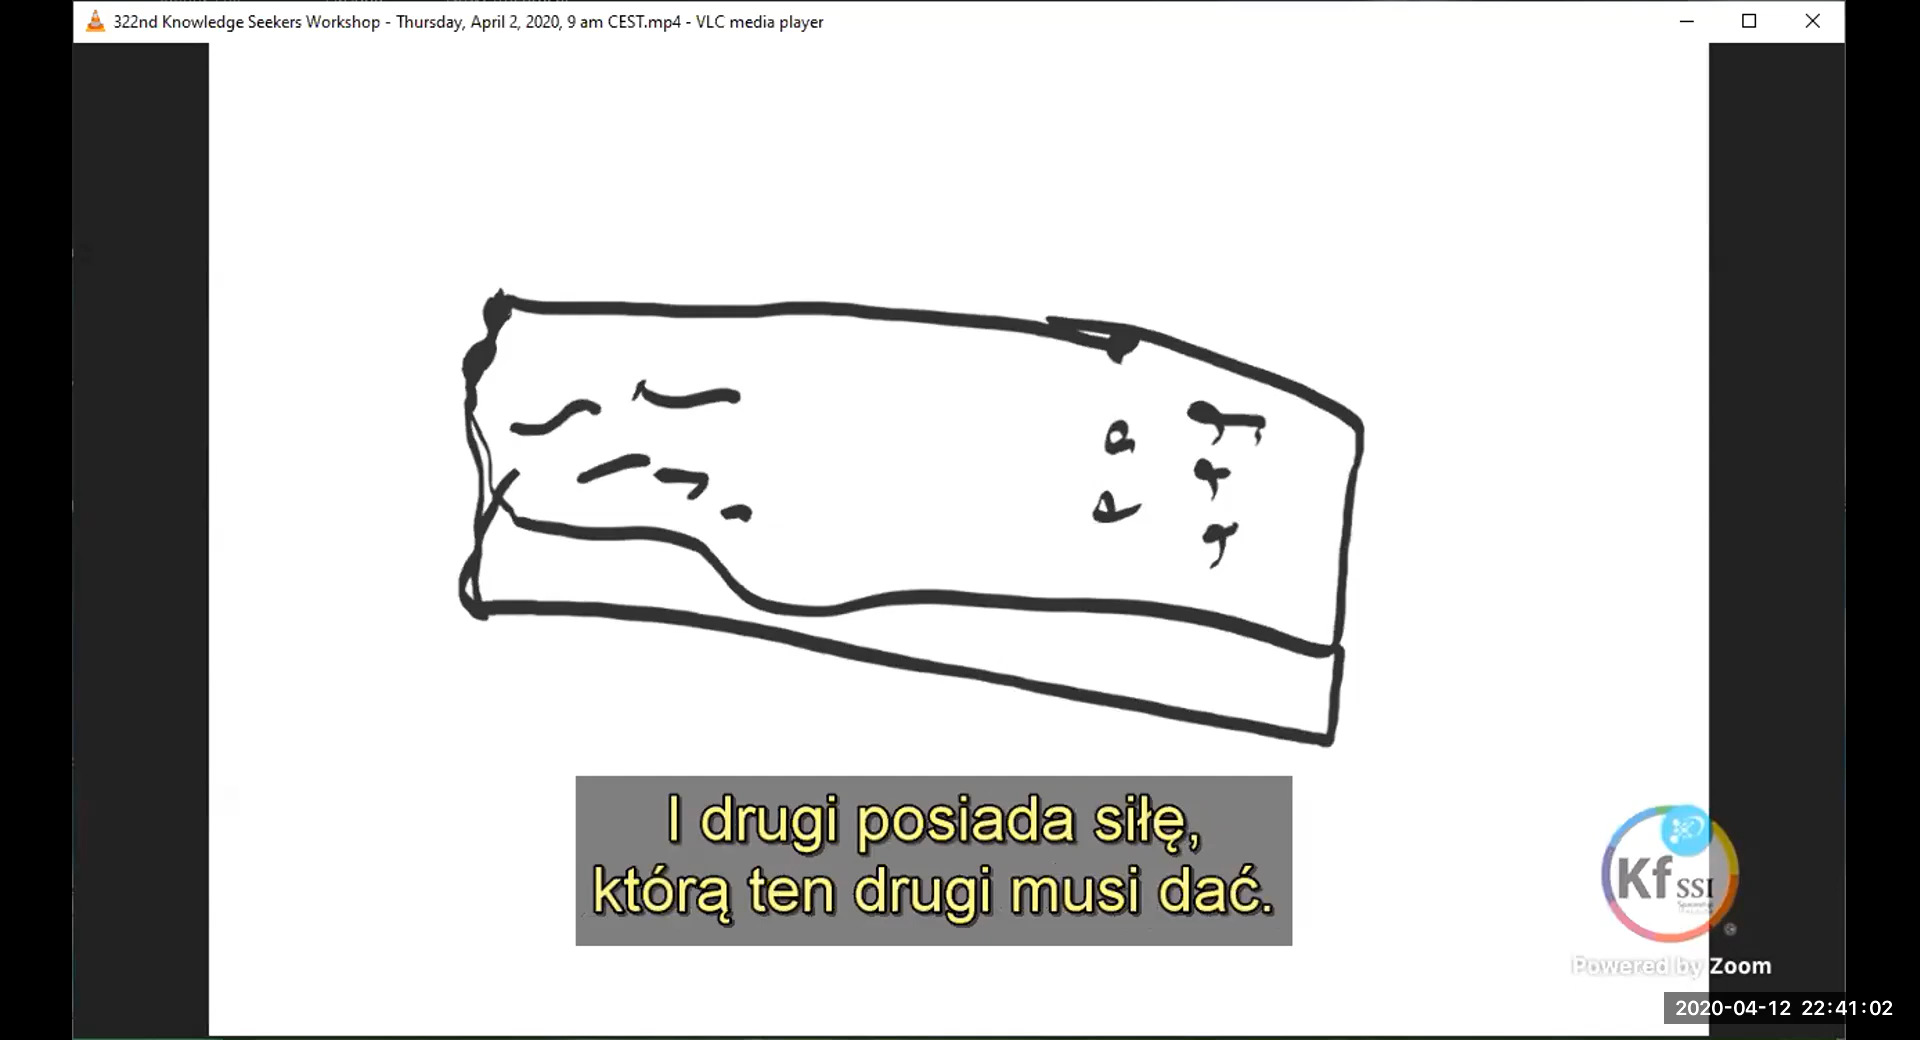 322nd Knowledge Seekers Workshop - Thursday, April 2, 2020, 9 am CEST.mp4 - VLC media player
I drugi posiada siłę,
którą ten drugi musi dać.
Kf SSI
Powered by Zoom
2020-04-12 22:41:02